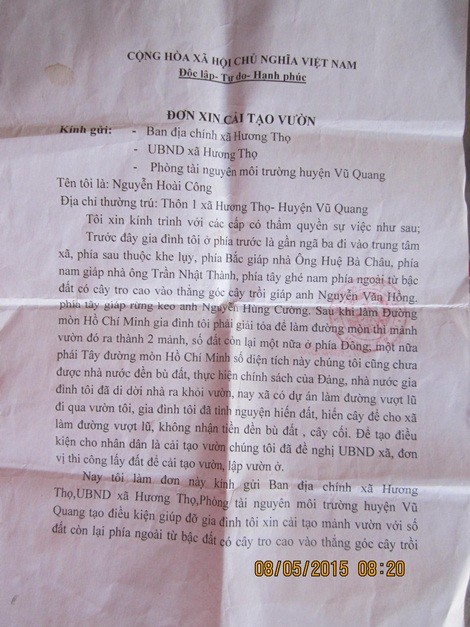 CỘNG HÒA XÃ HỘI CHỦ NGHĨA VIỆT NAM
Độc lập- Tự do- Hạnh phúc
ĐƠN XIN CẢI TẠO VƯỜN
Kính gửi: - Ban địa chính xã Hương Thọ
- UBND xã Hương Thọ
- Phòng tài nguyên môi trường huyện Vũ Quang
Tên tôi là: Nguyễn Hoài Công
Địa chỉ thường trú: Thôn 1 xã Hương Thọ- Huyện Vũ Quang
Tôi xin kính trình với các cấp có thẩm quyền sự việc như sau;
Trước đây gia đình tôi ở phía trước là gần ngã ba đi vào trung tâm
xã, phía sau thuộc khe lụy, phía Bắc giáp nhà Ông Huệ Bà Châu, phía
nam giáp nhà ông Trần Nhật Thành, phía tây ghé nam phía ngoài từ bậc
đất có cây tro cao vào thẳng góc cây trồi giáp anh Nguyễn Văn Hồng.
phía tây giáp rừng keo anh Nguyễn Hùng Cường. Sau khi làm Đường
mòn Hồ Chí Minh gia đình tôi phải giải tỏa để làm đường mòn thì mảnh
vườn đó ra thành 2 mảnh, số đất còn lại một nữa ở phía Đông, một nữa
phái Tây đường mòn Hồ Chí Minh số diện tích này chúng tôi cũng chưa
được nhà nước đền bù đất, thực hiện chính sách của Đảng, nhà nước gia
đình tôi đã di dời nhà ra khỏi vườn, nay xã có dự án làm đường vượt lũ
đi qua vườn tôi, gia đình tôi đã tình nguyện hiến đất, hiến cây để cho xã
làm đường vượt lũ, không nhận tiền đền bù đất , cây cối. Để tạo điều
kiện cho nhân dân là cải tạo vườn chúng tôi đã đề nghị UBND xã, đơn
vị thi công lấy đất để cải tạo vườn, lập vườn ở.
Nay tôi làm đơn này kính gửi Ban địa chính xã Hương
Thọ,UBND xã Hương Thọ,Phòng tài nguyên môi trường huyện Vũ
Quang tạo điều kiện giúp đỡ gia đình tôi xin cải tạo mảnh vườn với số
đất còn lại phía ngoài từ bậc đất có cây tro cao vào thẳng góc cây trồi
08/05/2015 08:20